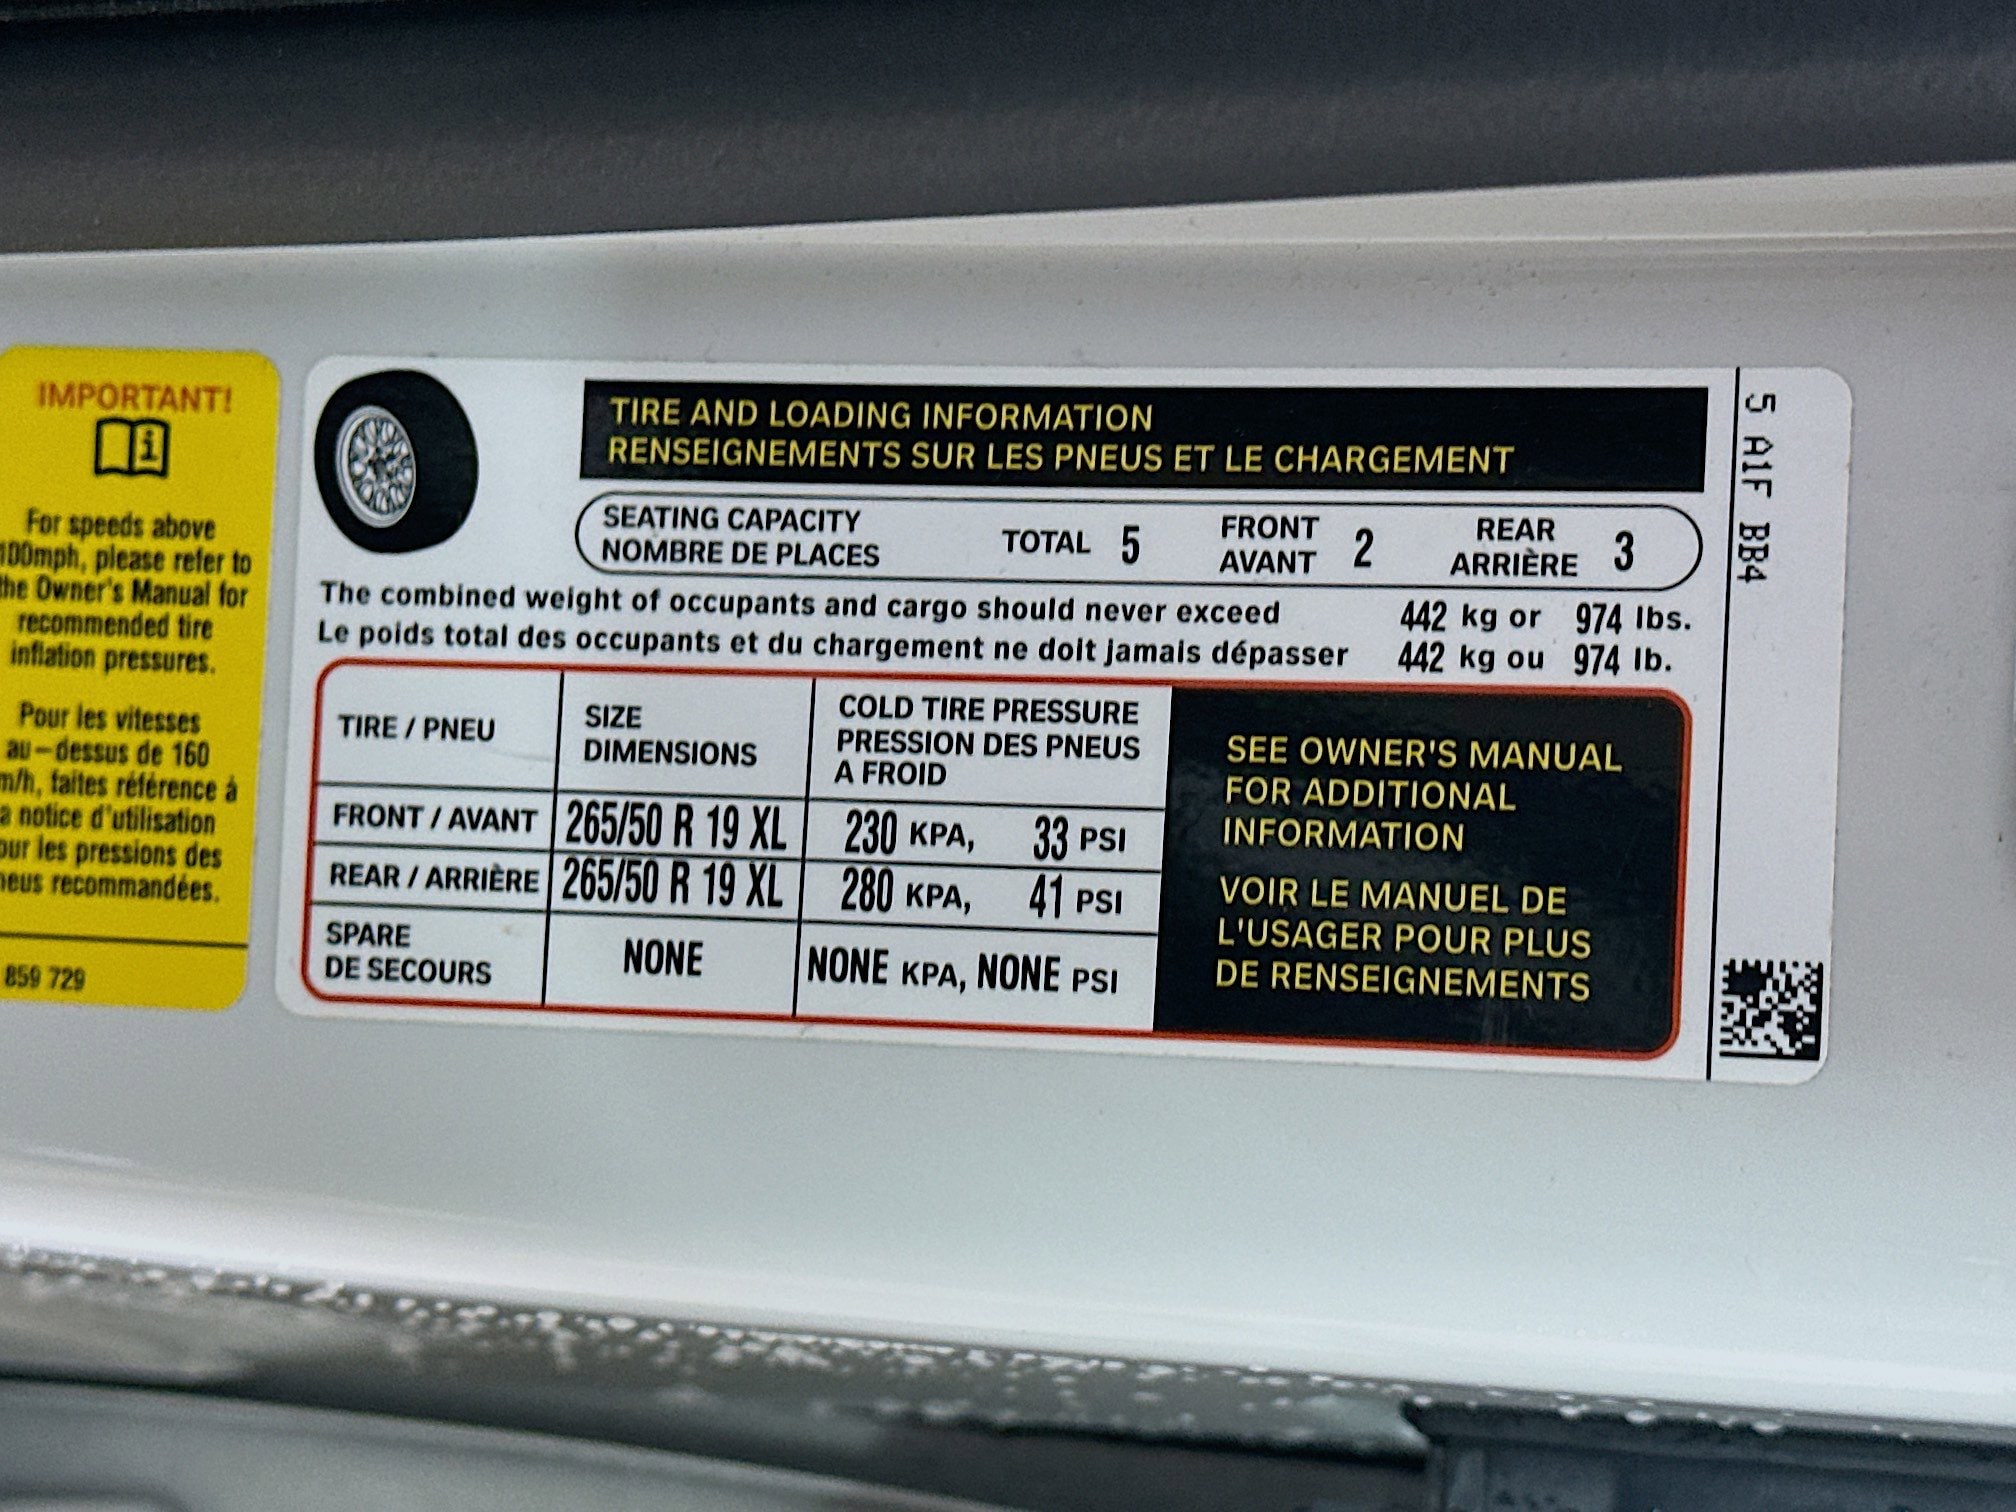 IMPORTANT!
For speeds above
100mph, please refer to
the Owner's Manual for
recommended tire
inflation pressures.
Pour les vitesses
au-dessus de 160
faites référence à
notice d'utilisation
les pressions des
recommandées.
859 729
TIRE AND LOADING INFORMATION
RENSEIGNEMENTS SUR LES PNEUS ET LE CHARGEMENT
SEATING CAPACITY
NOMBRE DE PLACES
TOTAL 5
FRONT
AVANT
2
REAR
ARRIÈRE
3
The combined weight of occupants and cargo should never exceed 442 kg or 974 lbs.
Le poids total des occupants et du chargement ne doit jamais dépasser 442 kg ou 974 lb.
TIRE / PNEU
SIZE
DIMENSIONS
COLD TIRE PRESSURE
PRESSION DES PNEUS
A FROID
FRONT / AVANT 265/50 R 19 XL 230 KPA, 33 PSI
REAR / ARRIÈRE 265/50 R 19 XL 280 KPA, 41 PSI
SPARE
DE SECOURS
NONE
NONE KPA, NONE PSI
SEE OWNER'S MANUAL
FOR ADDITIONAL
INFORMATION
VOIR LE MANUEL DE
L'USAGER POUR PLUS
DE RENSEIGNEMENTS
5 A1F BB4